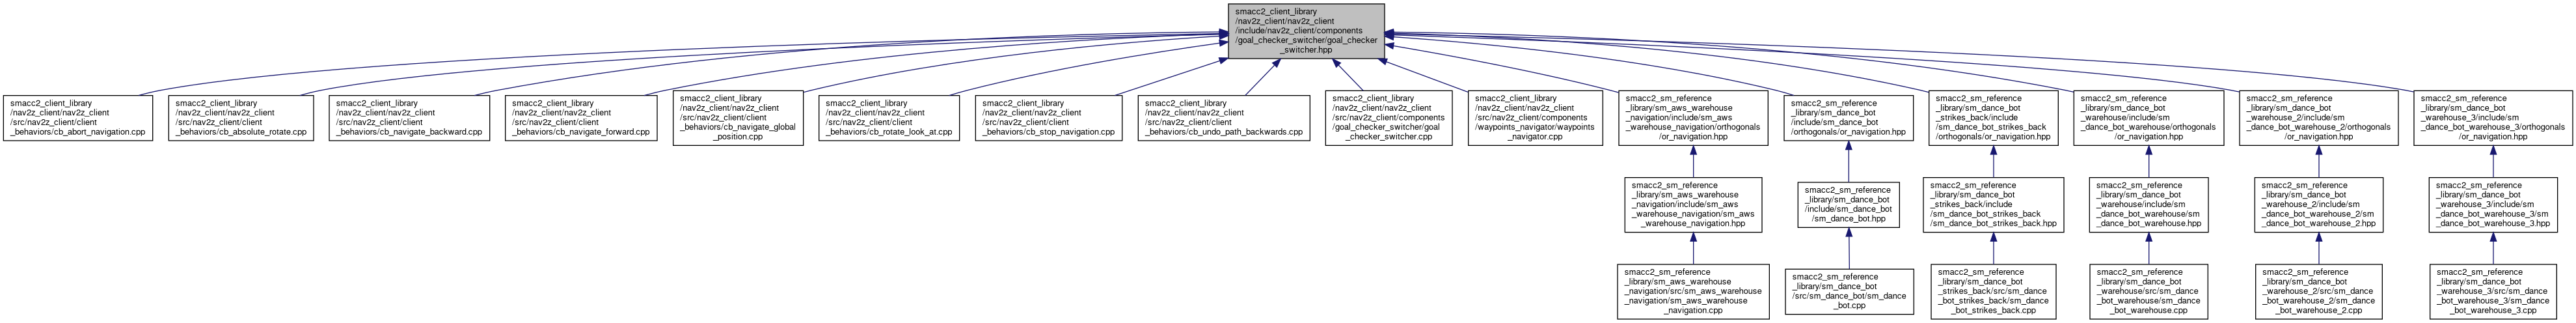 smacc2_client_library
/nav2z_client/nav2z_client
/include/nav2z_client/components
/goal_checker_switcher/goal_checker
_switcher.hpp
smacc2_client_library
/nav2z_client/nav2z_client
/src/nav2z_client/client
_behaviors/cb_abort_navigation.cpp
smacc2_client_library
/nav2z_client/nav2z_client
/src/nav2z_client/client
_behaviors/cb_absolute_rotate.cpp
smacc2_client_library
/nav2z_client/nav2z_client
/src/nav2z_client/client
_behaviors/cb_navigate_backward.cpp
smacc2_client_library
/nav2z_client/nav2z_client
/src/nav2z_client/client
_behaviors/cb_navigate_forward.cpp
smacc2_client_library
/nav2z_client/nav2z_client
/src/nav2z_client/client
_behaviors/cb_navigate_global
_position.cpp
smacc2_client_library
/nav2z_client/nav2z_client
/src/nav2z_client/client
_behaviors/cb_rotate_look_at.cpp
smacc2_client_library
/nav2z_client/nav2z_client
/src/nav2z_client/client
_behaviors/cb_stop_navigation.cpp
smacc2_client_library
/nav2z_client/nav2z_client
/src/nav2z_client/client
_behaviors/cb_undo_path_backwards.cpp
smacc2_client_library
/nav2z_client/nav2z_client
/src/nav2z_client/components
/goal_checker_switcher/goal
_checker_switcher.cpp
smacc2_client_library
/nav2z_client/nav2z_client
/src/nav2z_client/components
/waypoints_navigator/waypoints
_navigator.cpp
smacc2_sm_reference
_library/sm_aws_warehouse
_navigation/include/sm_aws
_warehouse_navigation/orthogonals
/or_navigation.hpp
smacc2_sm_reference
_library/sm_dance_bot
/include/sm_dance_bot
/orthogonals/or_navigation.hpp
smacc2_sm_reference
_library/sm_dance_bot
_strikes_back/include
/sm_dance_bot_strikes_back
/orthogonals/or_navigation.hpp
smacc2_sm_reference
_library/sm_dance_bot
_warehouse/include/sm
_dance_bot_warehouse/orthogonals
/or_navigation.hpp
smacc2_sm_reference
_library/sm_dance_bot
_warehouse_2/include/sm
_dance_bot_warehouse_2/orthogonals
/or_navigation.hpp
smacc2_sm_reference
_library/sm_dance_bot
_warehouse_3/include/sm
_dance_bot_warehouse_3/orthogonals
/or_navigation.hpp
smacc2_sm_reference
_library/sm_aws_warehouse
_navigation/include/sm_aws
_warehouse_navigation/sm_aws
_warehouse_navigation.hpp
smacc2_sm_reference
_library/sm_dance_bot
/include/sm_dance_bot
/sm_dance_bot.hpp
smacc2_sm_reference
_library/sm_dance_bot
_strikes_back/include
/sm_dance_bot_strikes_back
/sm_dance_bot_strikes_back.hpp
smacc2_sm_reference
_library/sm_dance_bot
_warehouse/include/sm
_dance_bot_warehouse/sm
_dance_bot_warehouse.hpp
smacc2_sm_reference
_library/sm_dance_bot
_warehouse_2/include/sm
_dance_bot_warehouse_2/sm
_dance_bot_warehouse_2.hpp
smacc2_sm_reference
_library/sm_dance_bot
_warehouse_3/include/sm
_dance_bot_warehouse_3/sm
_dance_bot_warehouse_3.hpp
smacc2_sm_reference
_library/sm_aws_warehouse
_navigation/src/sm_aws_warehouse
_navigation/sm_aws_warehouse
_navigation.cpp
smacc2_sm_reference
_library/sm_dance_bot
/src/sm_dance_bot/sm_dance
_bot.cpp
smacc2_sm_reference
_library/sm_dance_bot
_strikes_back/src/sm_dance
_bot_strikes_back/sm_dance
_bot_strikes_back.cpp
smacc2_sm_reference
_library/sm_dance_bot
_warehouse/src/sm_dance
_bot_warehouse/sm_dance
_bot_warehouse.cpp
smacc2_sm_reference
_library/sm_dance_bot
_warehouse_2/src/sm_dance
_bot_warehouse_2/sm_dance
_bot_warehouse_2.cpp
smacc2_sm_reference
_library/sm_dance_bot
_warehouse_3/src/sm_dance
_bot_warehouse_3/sm_dance
_bot_warehouse_3.cpp